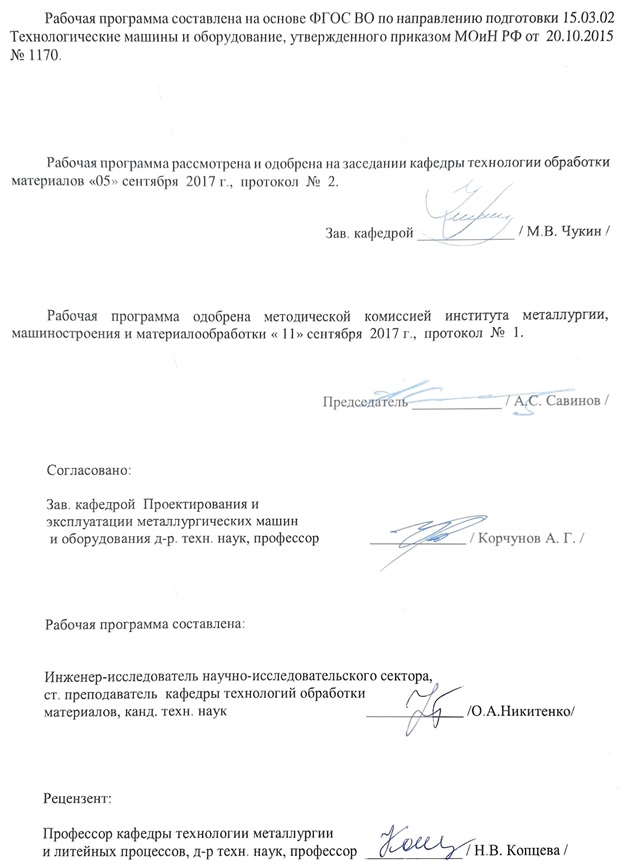 Рабочая программа составлена на основе ФГОС ВО по направлению подготовки 15.03.02
Технологические машины и оборудование, утвержденного приказом МОиН РФ от 20.10.2015
№ 1170.
Рабочая программа рассмотрена и одобрена на заседании кафедры технологии обработки
материалов «05» сентября 2017 г., протокол № 2.
Зав. кафедрой ______________ / М.В. Чукин /
Рабочая программа одобрена методической комиссией института металлургии,
машиностроения и материалообработки « 11» сентября 2017 г., протокол № 1.
Председатель _____________ / А.С. Савинов /
Согласовано:
Зав. кафедрой Проектирования и
эксплуатации металлургических машин
и оборудования д-р. техн. наук, профессор ______________ / Корчунов А. Г. /
Рабочая программа составлена:
Инженер-исследователь научно-исследовательского сектора,
ст. преподаватель кафедры технологий обработки
материалов, канд. техн. наук ______________ /О.А.Никитенко/
Рецензент:
Профессор кафедры технологии металлургии
и литейных процессов, д-р техн. наук, профессор ______________ / Н.В. Копцева /